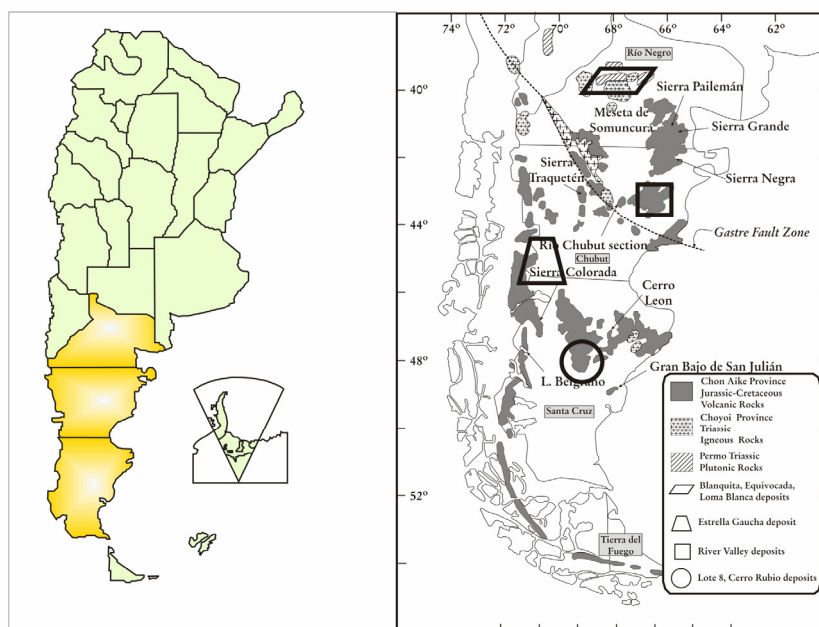 74° 72° 71° 69° 68° 66° 62° 60°
Río Negro
Sierra Pailemán
40°
Meseta de
Somuncura
Sierra Grande
Sierra
Traquetén
Sierra Negra
44°
Gastre Fault Zone
Río Chubut section
Chubut
Sierra Colorada
Cerro
Leon
48°
Gran Bajo de San Julián
L. Belgrano
Santa Cruz
Chon Aike Province
Jurassic-Cretaceous
Volcanic Rocks
Choyoi Province
Triassic
Igneous Rocks
Permo Triassic
Plutonic Rocks
Blanquita, Equivocada,
Loma Blanca deposits
52°
Estrella Gaucha deposit
River Valley deposits
Tierra del
Fuego
Lote 8, Cerro Rubio deposits